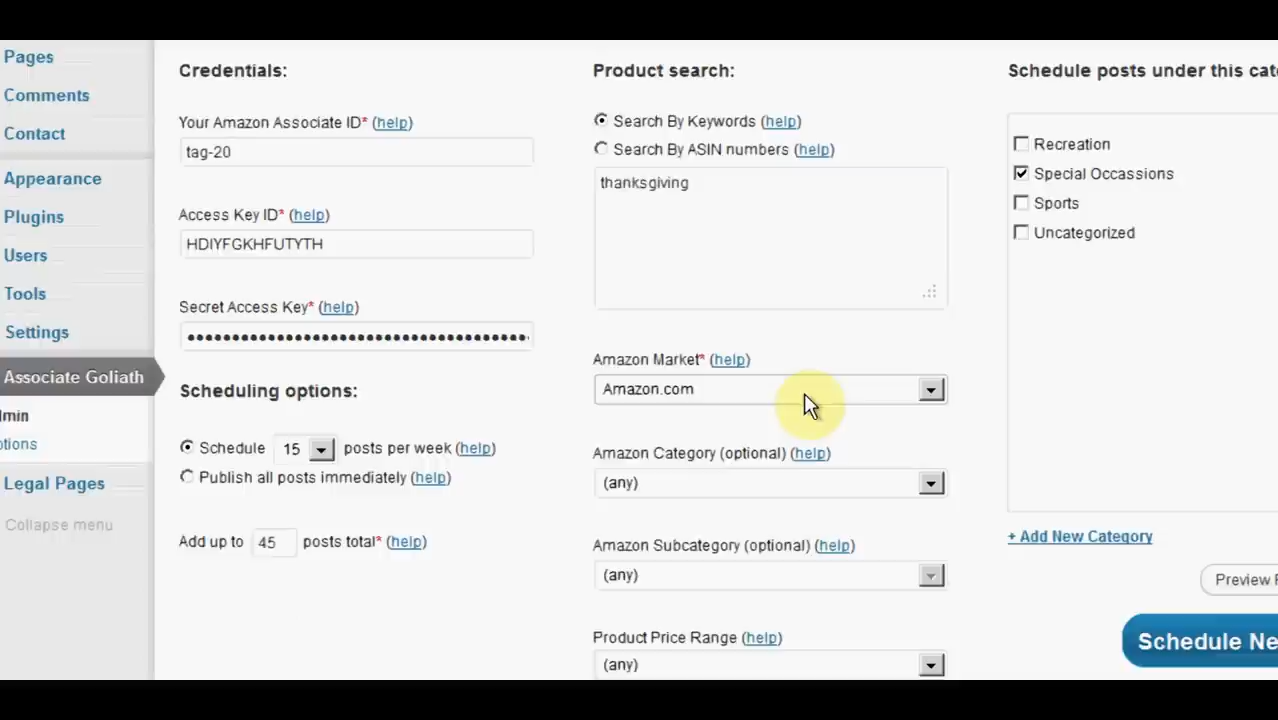 Pages
Comments
Contact
Appearance
Plugins
Users
Tools
Settings
Associate Goliath
Legal Pages
Collapse menu
Credentials:
Your Amazon Associate ID* (help)
tag-20
Access Key ID* (help)
HDIYFGKHFUTYTH
Secret Access Key* (help)
Scheduling options:
Schedule 15 posts per week (help)
Publish all posts immediately (help)
Add up to 45 posts total* (help)
Product search:
Search By Keywords (help)
Search By ASIN numbers (help)
thanksgiving
Amazon Market* (help)
Amazon.com
Amazon Category (optional) (help)
(any)
Amazon Subcategory (optional) (help)
(any)
Product Price Range (help)
(any)
Schedule posts under this
Recreation
Special Occassions
Sports
Uncategorized
+ Add New Category
Preview
Schedule